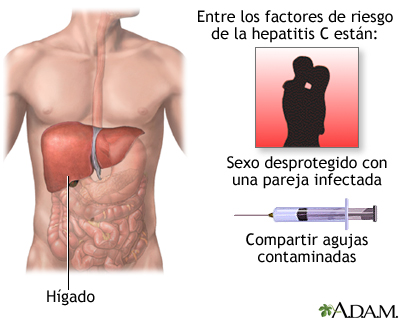 Entre los factores de riesgo
de la hepatitis C están:
Sexo desprotegido con
una pareja infectada
Compartir agujas
contaminadas
Hígado
ADAM.